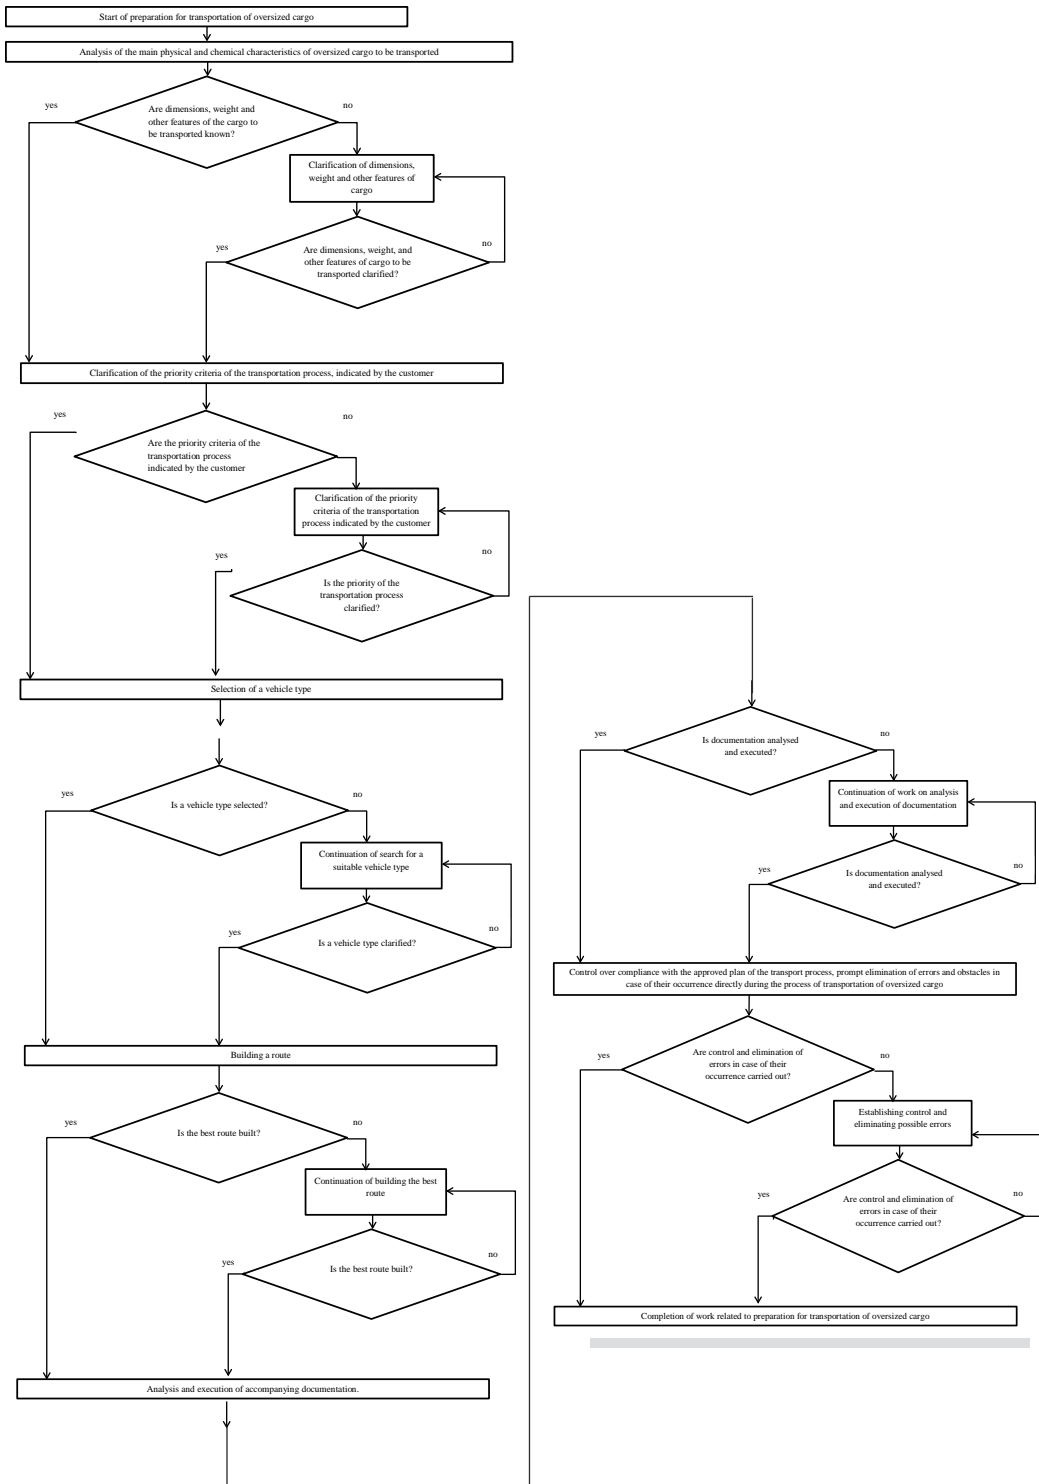 Start of preparation for transportation of oversized cargo
Analysis of the main physical and chemical characteristics of oversized cargo to be transported
yes
no
Are dimensions, weight and
other features of the cargo to
be transported known?
Clarification of dimensions,
weight and other features of
cargo
yes
no
Are dimensions, weight, and
other features of cargo to be
transported clarified?
Clarification of the priority criteria of the transportation process, indicated by the customer
yes
no
Are the priority criteria of the
transportation process
indicated by the customer
Clarification of the priority
criteria of the transportation
process indicated by the customer
yes
no
Is the priority of the
transportation process
clarified?
Selection of a vehicle type
yes
no
Is a vehicle type selected?
Continuation of search for a
suitable vehicle type
yes
no
Is a vehicle type clarified?
Building a route
yes
no
Is the best route built?
Continuation of building the best
route
yes
no
Is the best route built?
Analysis and execution of accompanying documentation.
yes
no
Is documentation analysed
and executed?
Continuation of work on analysis
and execution of documentation
yes
no
Is documentation analysed
and executed?
Control over compliance with the approved plan of the transport process, prompt elimination of errors and obstacles in
case of their occurrence directly during the process of transportation of oversized cargo
yes
no
Are control and elimination of
errors in case of their
occurrence carried out?
Establishing control and
eliminating possible errors
yes
no
Are control and elimination of
errors in case of their
occurrence carried out?
Completion of work related to preparation for transportation of oversized cargo